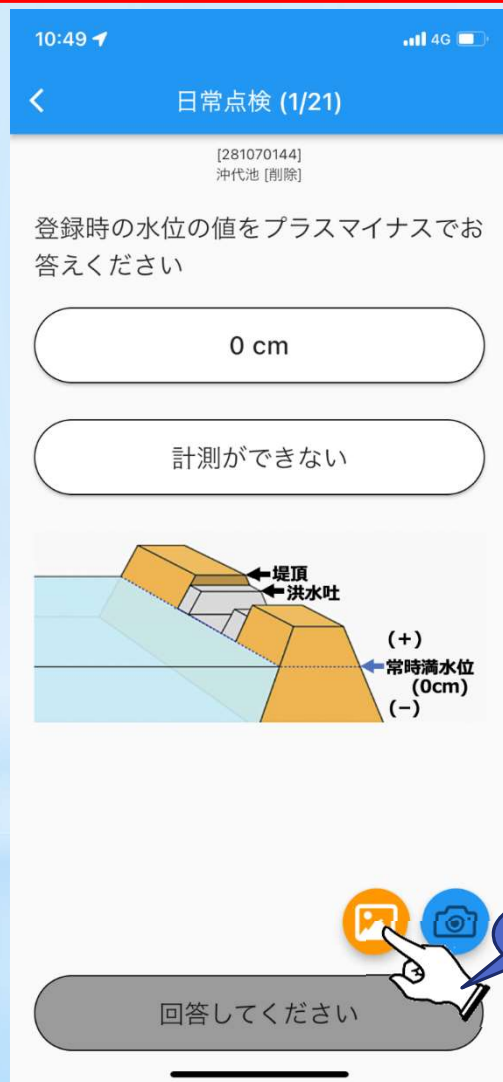 10:49
4G
日常点検 (1/21)
[281070144]
沖代池 [削除]
登録時の水位の値をプラスマイナスでお
答えください
0 cm
計測ができない
堤頂
洪水吐
(+)
常時満水位
(0cm)
(−)
回答してください